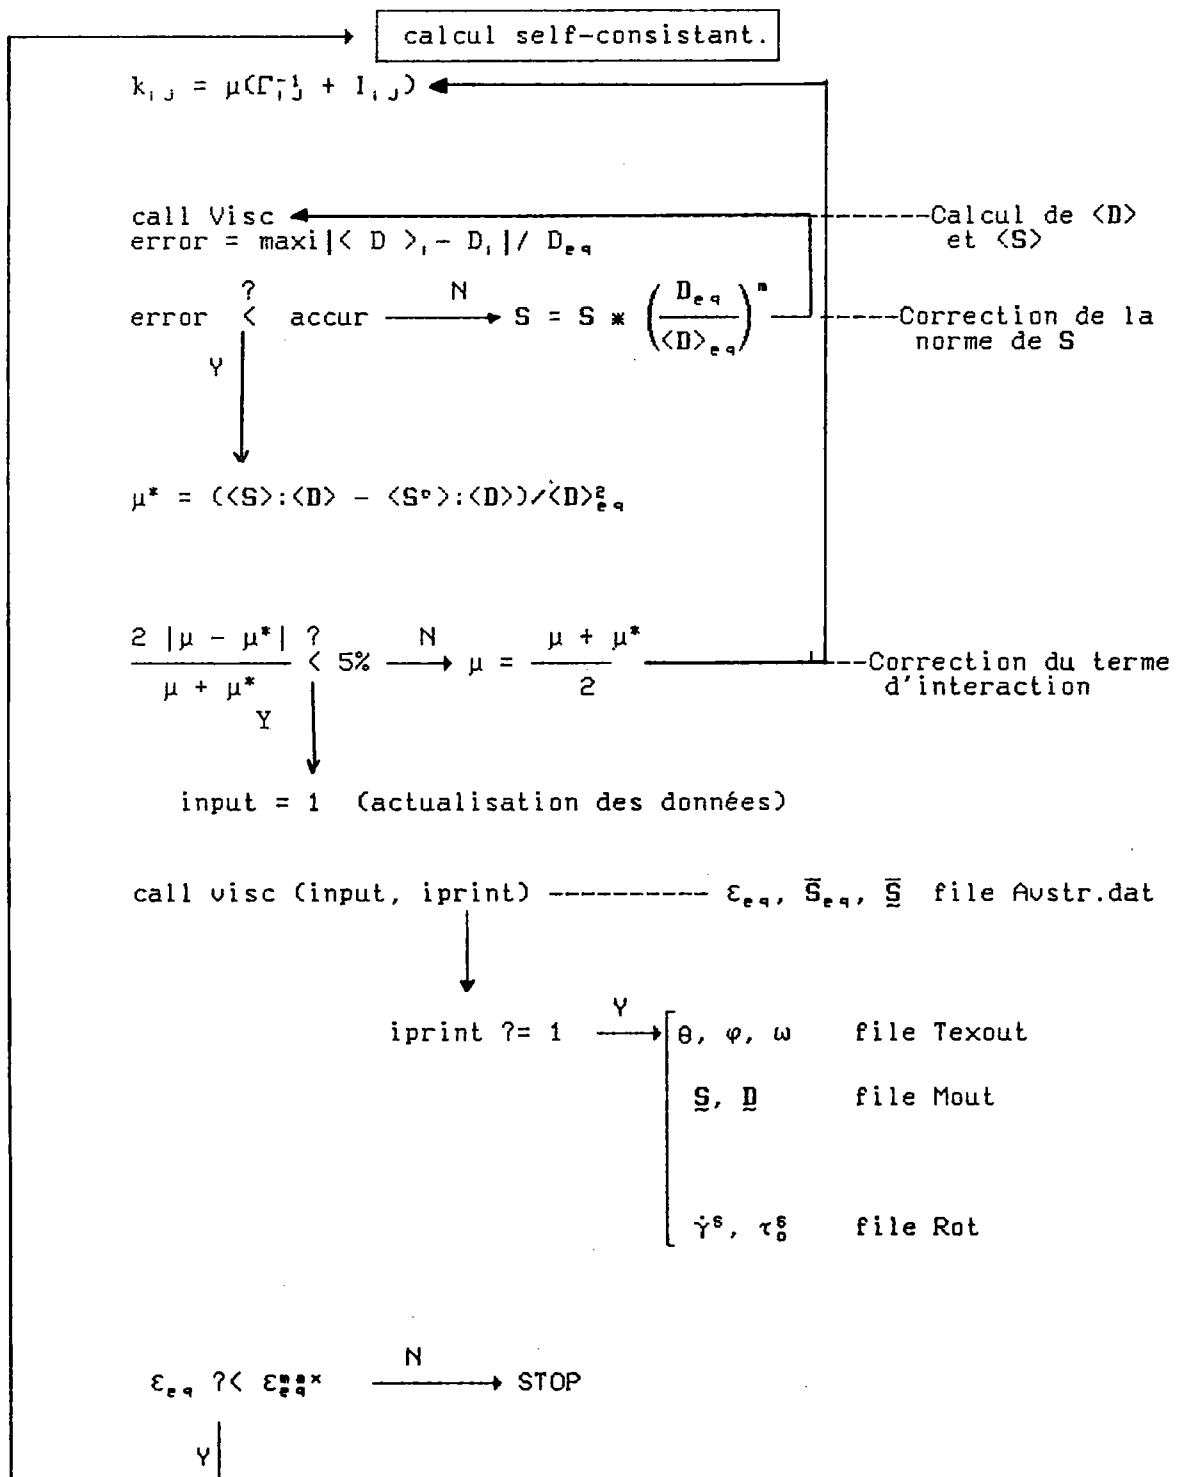 calcul self-consistant.
k_ij = μ(Γ⁻¹_ij + I_ij)
call Visc -------Calcul de <D>
et <S>
error = maxi|< D >_i - D_i|/ D_eq
error ?< accur N S = S * (D_eq / <D>_eq)^m -----Correction de la
norme de S
Y
μ* = (<S>:<D> - <S°>:<D>)/<D>²_eq
2 |μ - μ*| / μ + μ* ?< 5% N μ = μ + μ* / 2 ---Correction du terme
d'interaction
Y
input = 1 (actualisation des données)
call visc (input, iprint) --------- ε_eq, S̅_eq, S̅ file Avstr.dat
iprint ?= 1 Y θ, φ, ω file Texout
S, D file Mout
γ̇^s, τ_0^s file Rot
ε_eq ?< ε_eq^max N STOP
Y